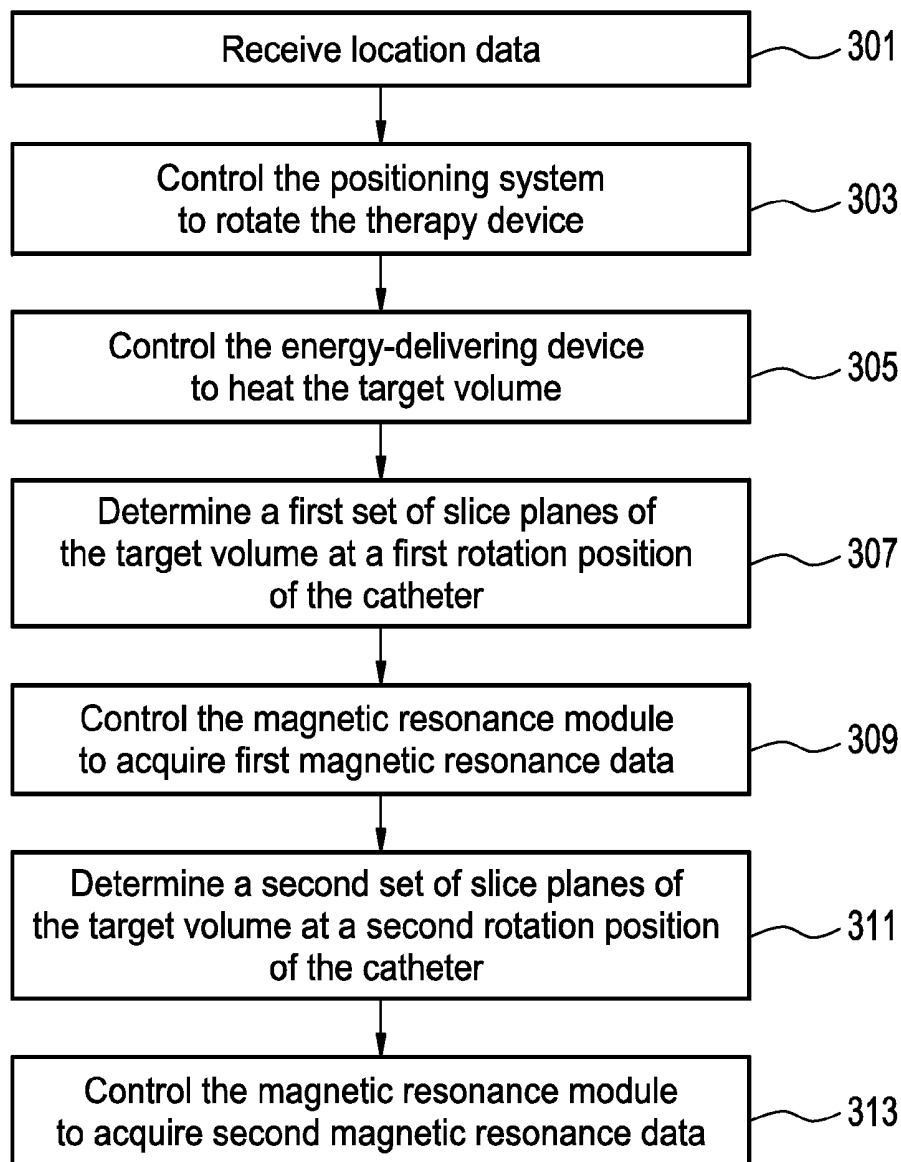 Receive location data
301
Control the positioning system
to rotate the therapy device
303
Control the energy-delivering device
to heat the target volume
305
Determine a first set of slice planes of
the target volume at a first rotation position
of the catheter
307
Control the magnetic resonance module
to acquire first magnetic resonance data
309
Determine a second set of slice planes of
the target volume at a second rotation position
of the catheter
311
Control the magnetic resonance module
to acquire second magnetic resonance data
313